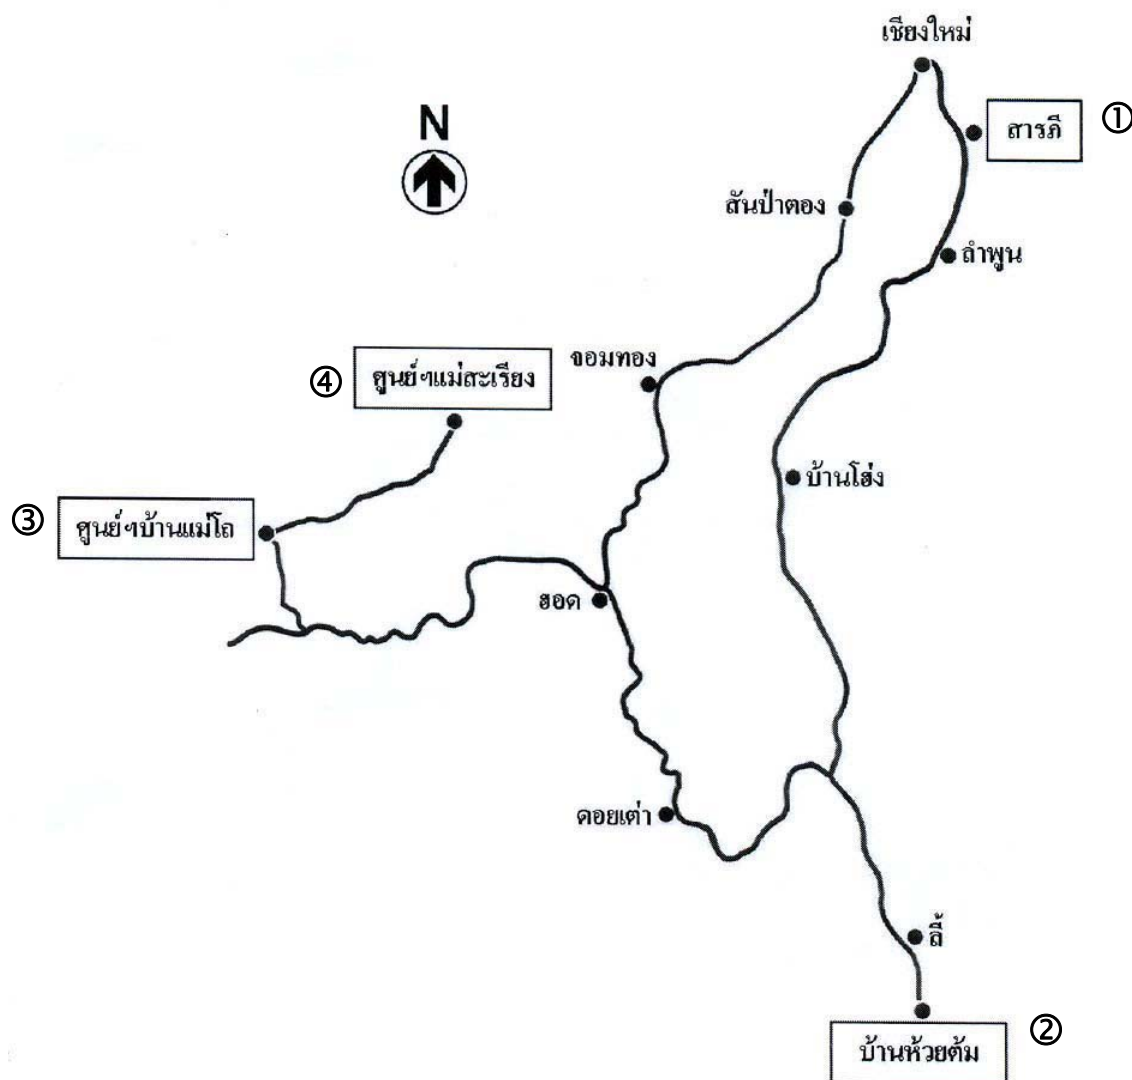 เชียงใหม่
N
① สารภี
สันป่าตอง
ลำพูน
จอมทอง
④ ศูนย์ฯแม่สะเรียง
บ้านโฮ่ง
③ ศูนย์ฯบ้านแม่โถ
ฮอด
ดอยเต่า
ลี้
บ้านห้วยต้ม ②